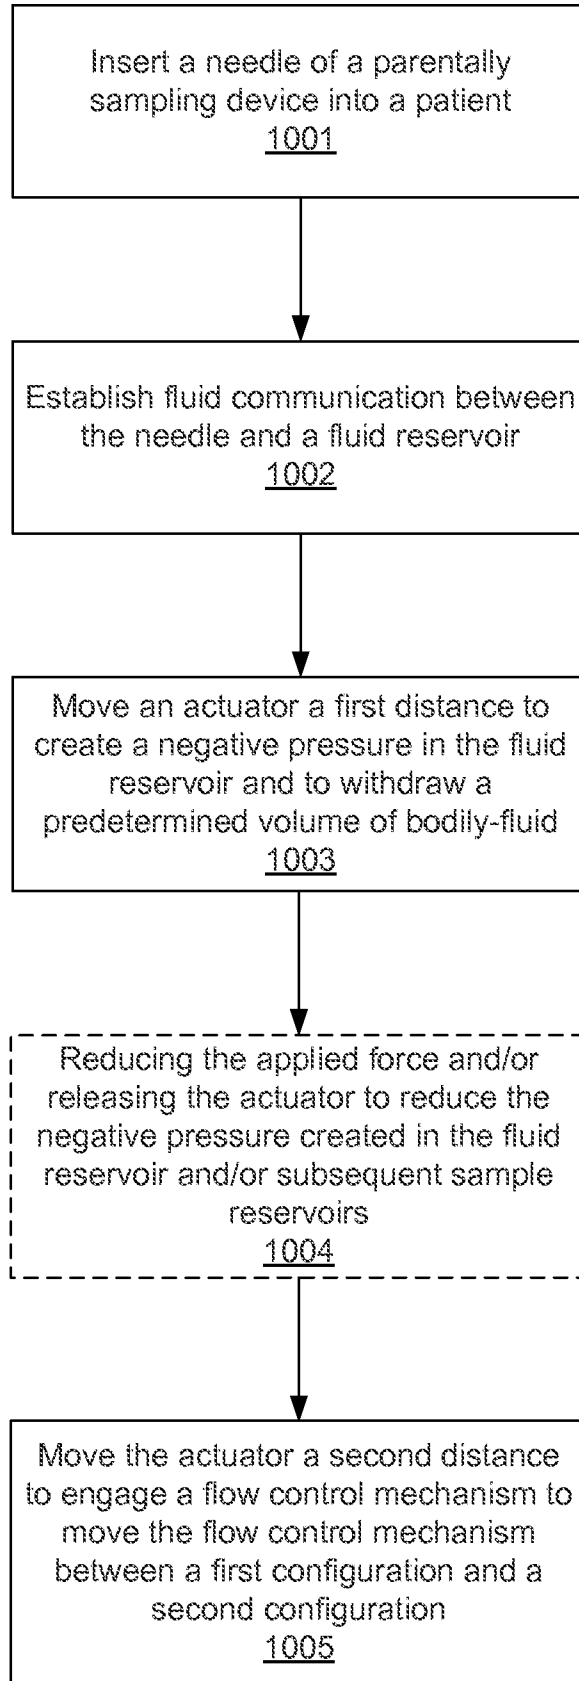 Insert a needle of a parentally
sampling device into a patient
1001
Establish fluid communication between
the needle and a fluid reservoir
1002
Move an actuator a first distance to
create a negative pressure in the fluid
reservoir and to withdraw a
predetermined volume of bodily-fluid
1003
Reducing the applied force and/or
releasing the actuator to reduce the
negative pressure created in the fluid
reservoir and/or subsequent sample
reservoirs
1004
Move the actuator a second distance
to engage a flow control mechanism to
move the flow control mechanism
between a first configuration and a
second configuration
1005